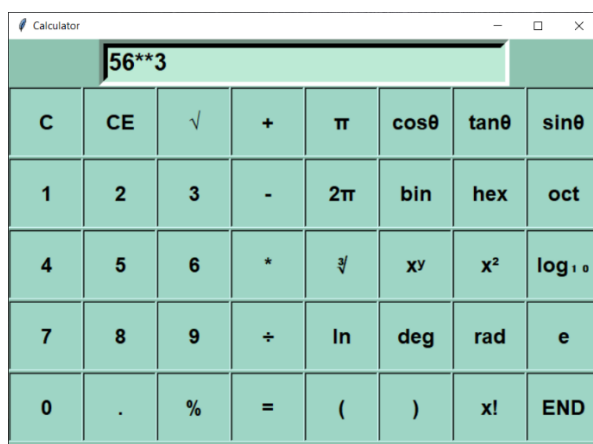 Calculator
56**3
C CE √ + π cosθ tanθ sinθ
1 2 3 - 2π bin hex oct
4 5 6 * ∛ xʸ x² log₁₀
7 8 9 ÷ ln deg rad e
0 . % = ( ) x! END